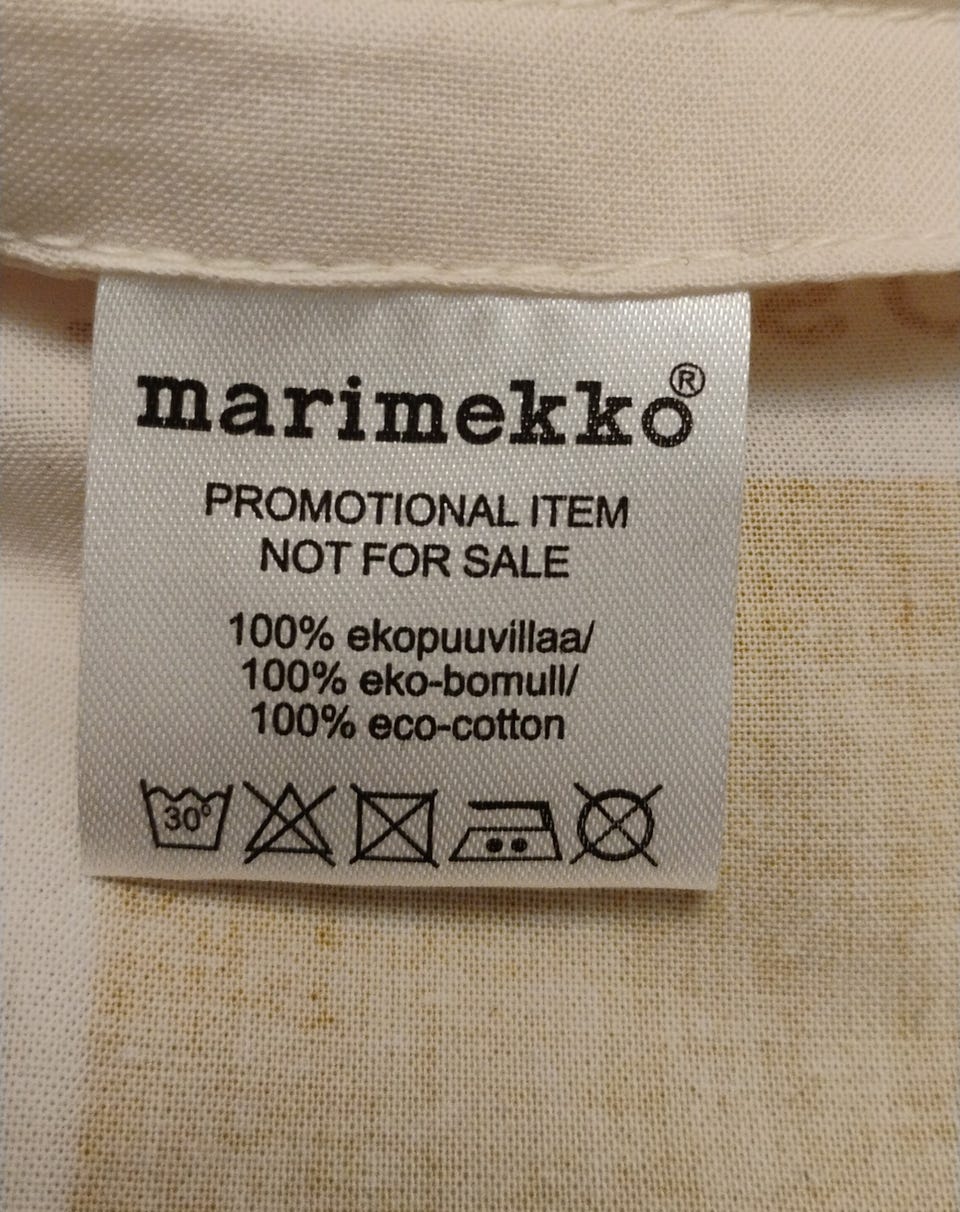 marimekko®
PROMOTIONAL ITEM
NOT FOR SALE
100% ekopuuvillaa/
100% eko-bomull/
100% eco-cotton
30°